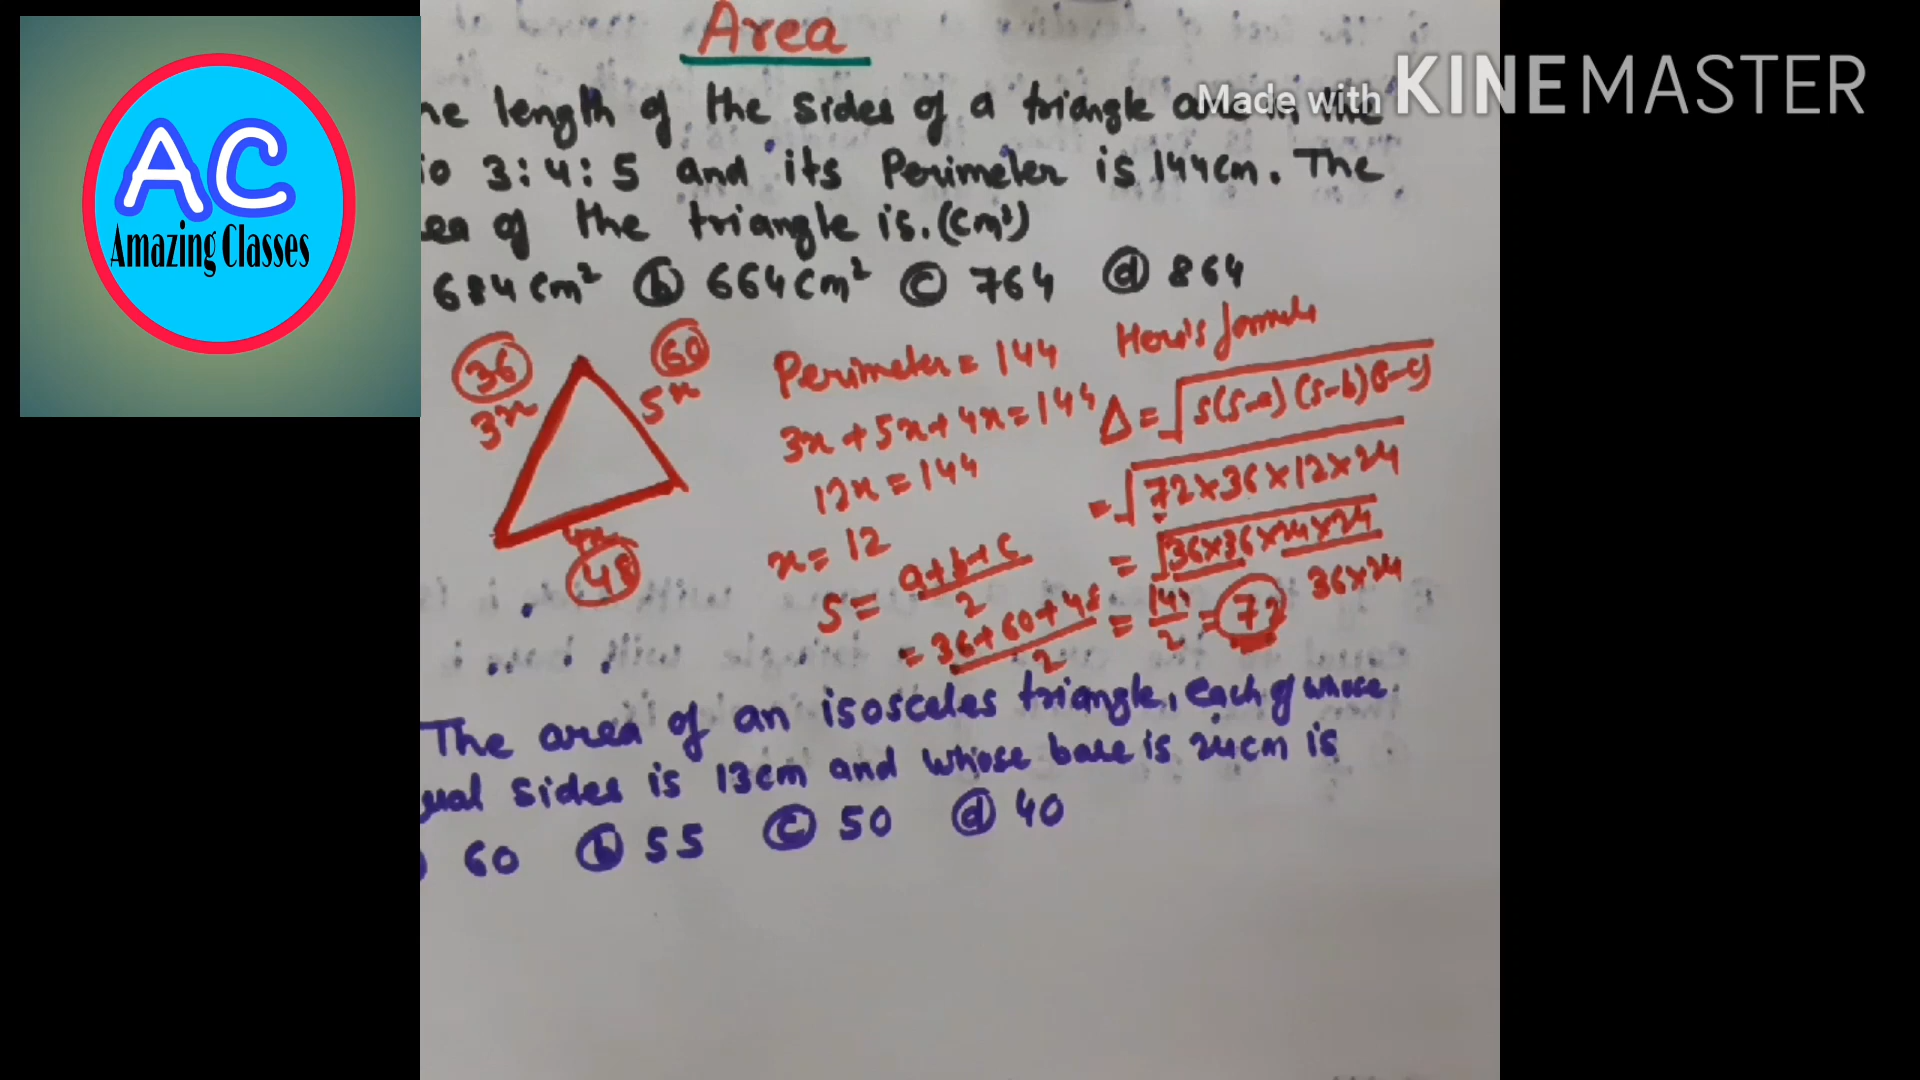 Area
Made with KINEMASTER
he length of the sides of a triangle are in the
io 3:4:5 and its Perimeter is 144cm. The
ea of the triangle is. (cm²)
684 cm² (b) 664 cm² (c) 764 (d) 864
AC
Amazing Classes
36
3x
60
5x
4x
48
Perimeter = 144
3x + 5x + 4x = 144
12x = 144
x = 12
S = a+b+c / 2
= 36+60+48 / 2 = 144 / 2 = 72
Hero's formula
Δ = √s(s-a)(s-b)(s-c)
= √72×36×12×24
= √36×36×24×24
36×24
The area of an isosceles triangle, each of whose
qual sides is 13cm and whose base is 24cm is
60 (b) 55 (c) 50 (d) 40